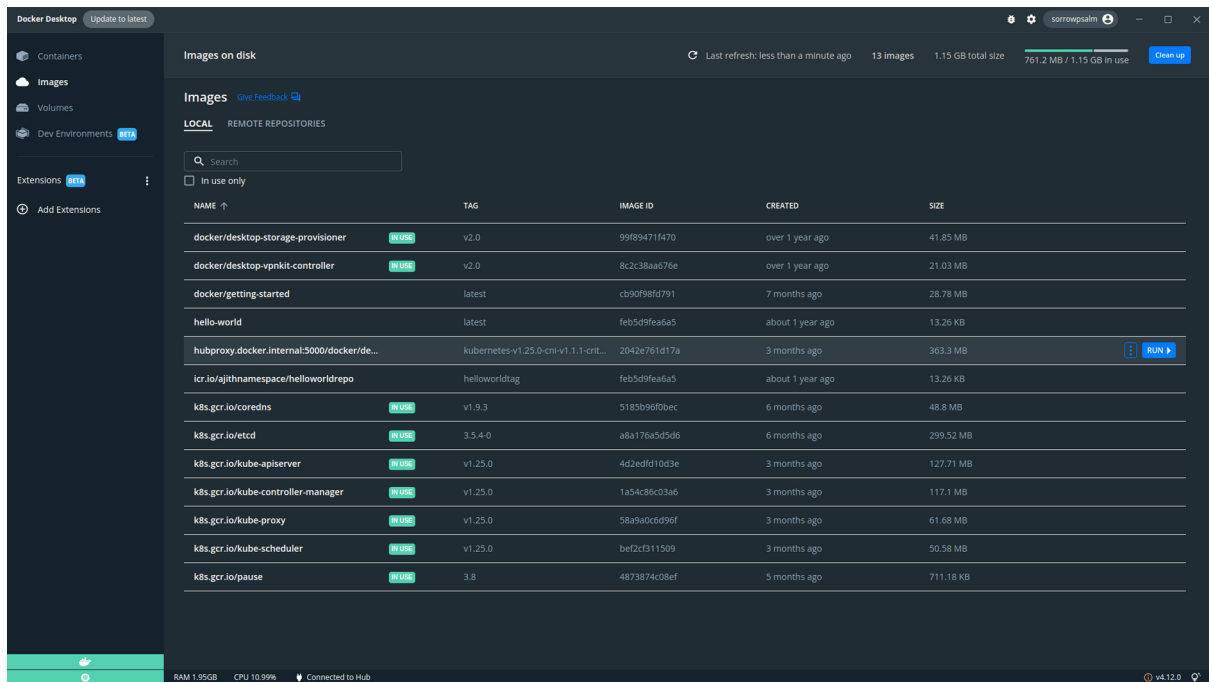 Docker Desktop Update to latest sorrowpsalm
Containers
Images
Volumes
Dev Environments BETA
Extensions BETA
Add Extensions
Images on disk Last refresh: less than a minute ago 13 images 1.15 GB total size 761.2 MB / 1.15 GB in use Clean up
Images Give Feedback
LOCAL REMOTE REPOSITORIES
Search
In use only
NAME TAG IMAGE ID CREATED SIZE
docker/desktop-storage-provisioner IN USE v2.0 99f89471f470 over 1 year ago 41.85 MB
docker/desktop-vpnkit-controller IN USE v2.0 8c2c38aa676e over 1 year ago 21.03 MB
docker/getting-started latest cb90f98fd791 7 months ago 28.78 MB
hello-world latest feb5d9fea6a5 about 1 year ago 13.26 KB
hubproxy.docker.internal:5000/docker/de... kubernetes-v1.25.0-cni-v1.1.1-crit... 2042e761d17a 3 months ago 363.3 MB RUN
icr.io/ajithnamespace/helloworldrepo helloworldtag feb5d9fea6a5 about 1 year ago 13.26 KB
k8s.gcr.io/coredns IN USE v1.9.3 5185b96f0bec 6 months ago 48.8 MB
k8s.gcr.io/etcd IN USE 3.5.4-0 a8a176a5d5d6 6 months ago 299.52 MB
k8s.gcr.io/kube-apiserver IN USE v1.25.0 4d2edfd10d3e 3 months ago 127.71 MB
k8s.gcr.io/kube-controller-manager IN USE v1.25.0 1a54c86c03a6 3 months ago 117.1 MB
k8s.gcr.io/kube-proxy IN USE v1.25.0 58a9a0c6d96f 3 months ago 61.68 MB
k8s.gcr.io/kube-scheduler IN USE v1.25.0 bef2cf311509 3 months ago 50.58 MB
k8s.gcr.io/pause IN USE 3.8 4873874c08ef 5 months ago 711.18 KB
RAM 1.95GB CPU 10.99% Connected to Hub v4.12.0